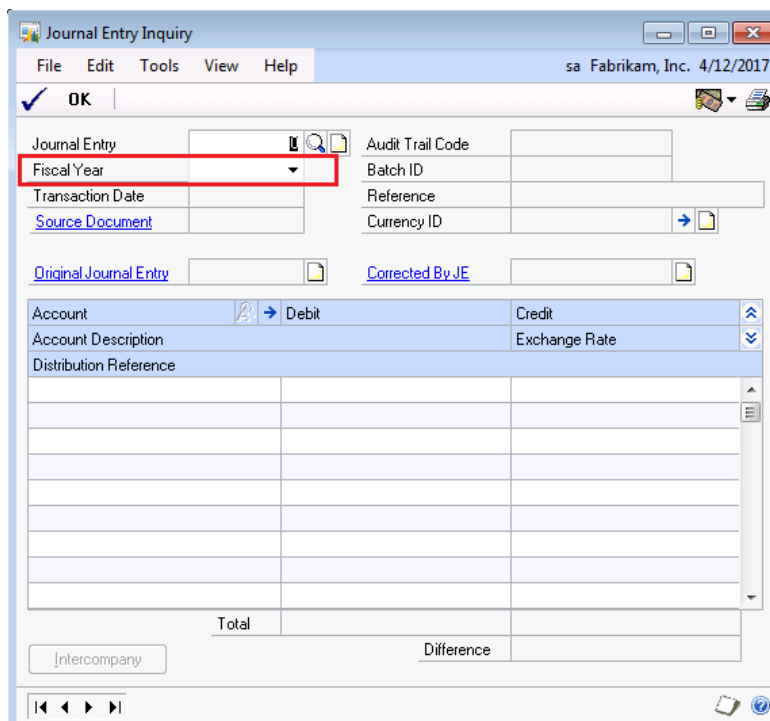 Journal Entry Inquiry
File Edit Tools View Help sa Fabrikam, Inc. 4/12/2017
OK
Journal Entry Audit Trail Code
Fiscal Year Batch ID
Transaction Date Reference
Source Document Currency ID
Original Journal Entry Corrected By JE
Account Debit Credit
Account Description Exchange Rate
Distribution Reference
Total
Intercompany Difference